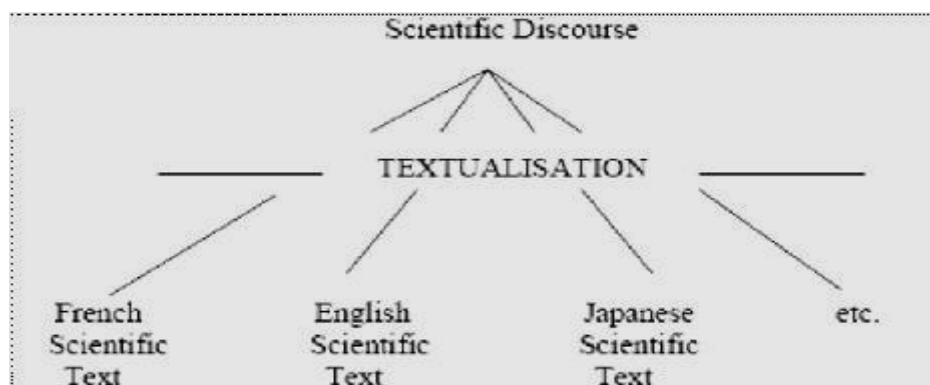 Scientific Discourse
TEXTUALISATION
French
Scientific
Text
English
Scientific
Text
Japanese
Scientific
Text
etc.